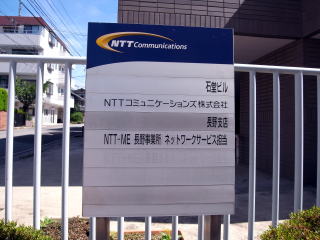 NTT Communications
石堂ビル
NTTコミュニケーションズ株式会社
長野支店
NTT-ME 長野事業所 ネットワークサービス担当